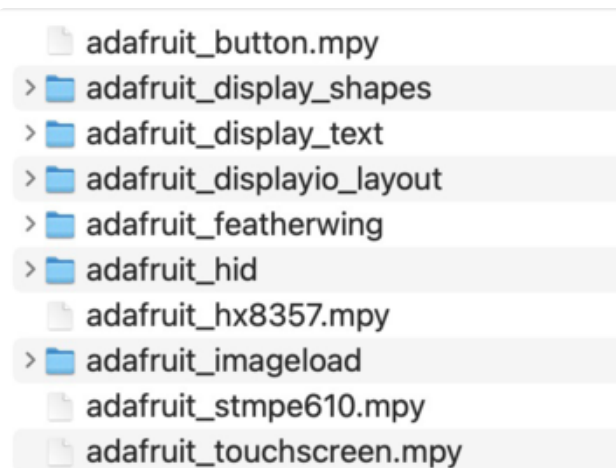 adafruit_button.mpy
adafruit_display_shapes
adafruit_display_text
adafruit_displayio_layout
adafruit_featherwing
adafruit_hid
adafruit_hx8357.mpy
adafruit_imageload
adafruit_stmpe610.mpy
adafruit_touchscreen.mpy